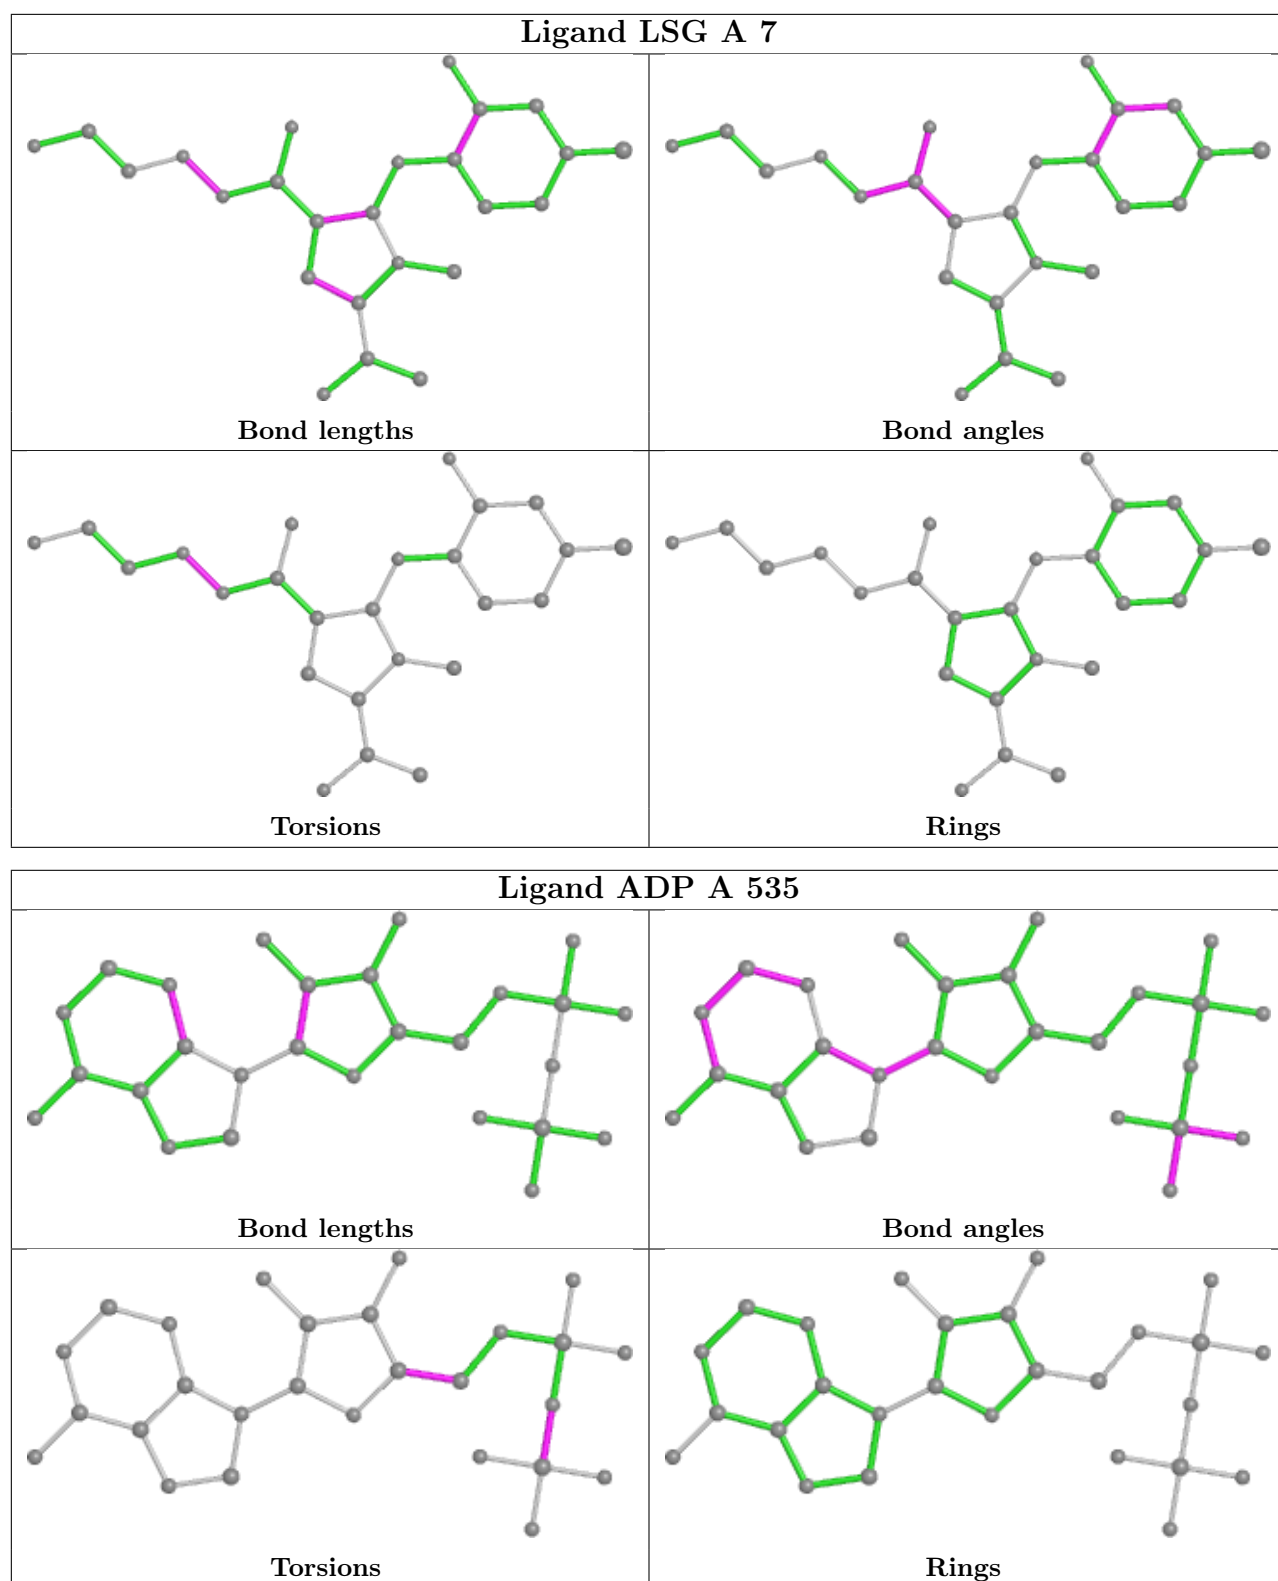 Ligand LSG A 7
Bond lengths
Bond angles
Torsions
Rings
Ligand ADP A 535
Bond lengths
Bond angles
Torsions
Rings